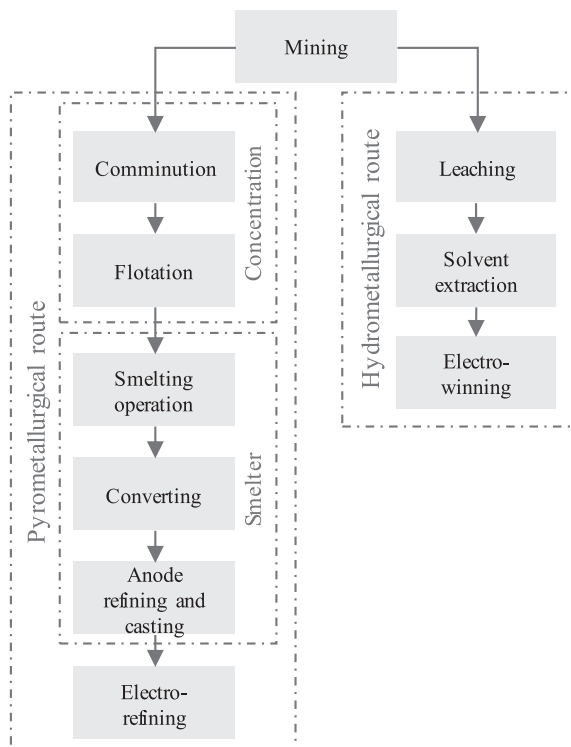 Mining
Pyrometallurgical route
Concentration
Comminution
Flotation
Smelter
Smelting
operation
Converting
Anode
refining and
casting
Electro-
refining
Hydrometallurgical route
Leaching
Solvent
extraction
Electro-
winning